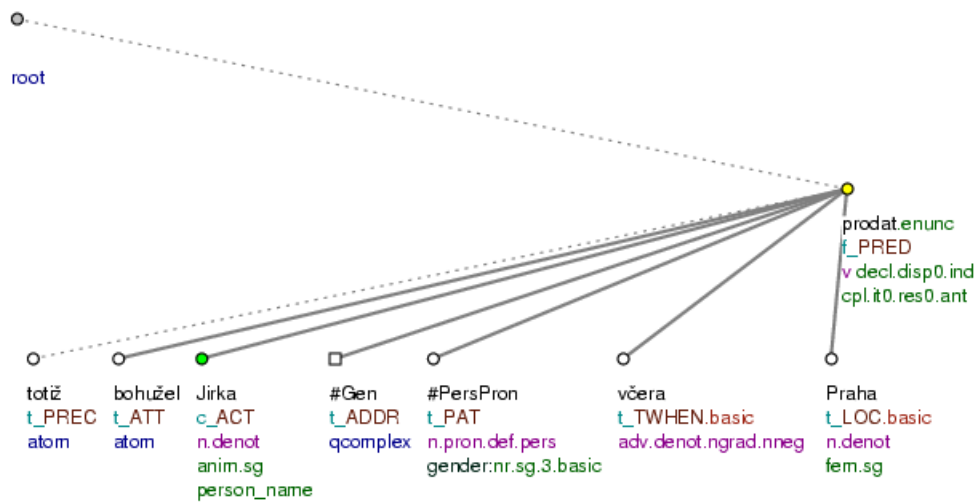 root
prodat.enunc
f_PRED
v decl.disp0.ind
cpl.it0.res0.ant
totiž bohužel Jirka #Gen #PersPron včera Praha
t_PREC t_ATT c_ACT t_ADDR t_PAT t_TWHEN.basic t_LOC.basic
atom atom n.denot qcomplex n.pron.def.pers adv.denot.ngrad.nneg n.denot
anim.sg gender:nr.sg.3.basic fem.sg
person_name